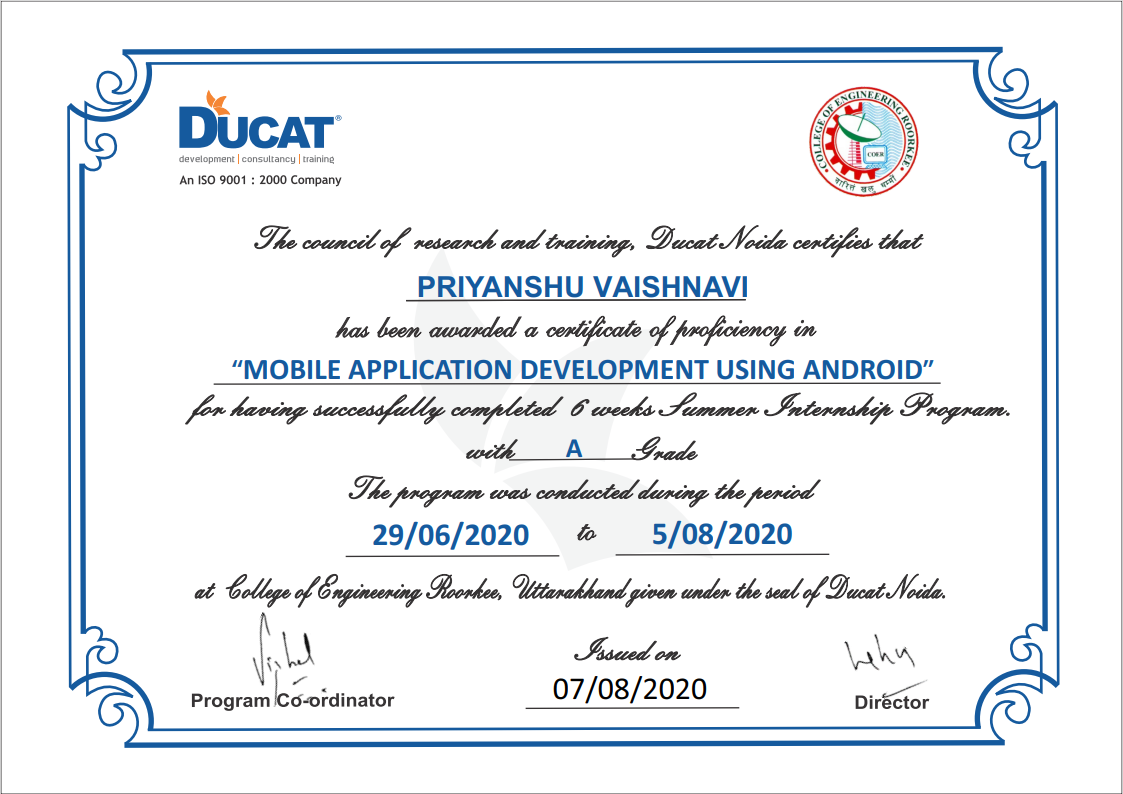 DUCAT®
development | consultancy | training
An ISO 9001 : 2000 Company
COLLEGE OF ENGINEERING ROORKEE
COER
The council of research and training, Ducat Noida certifies that
PRIYANSHU VAISHNAVI
has been awarded a certificate of proficiency in
“MOBILE APPLICATION DEVELOPMENT USING ANDROID”
for having successfully completed 6 weeks Summer Internship Program.
with A Grade
The program was conducted during the period
29/06/2020 to 5/08/2020
at College of Engineering Roorkee, Uttarakhand given under the seal of Ducat Noida.
Issued on
07/08/2020
Program Co-ordinator
Director